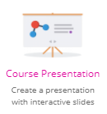 Course Presentation
Create a presentation
with interactive slides